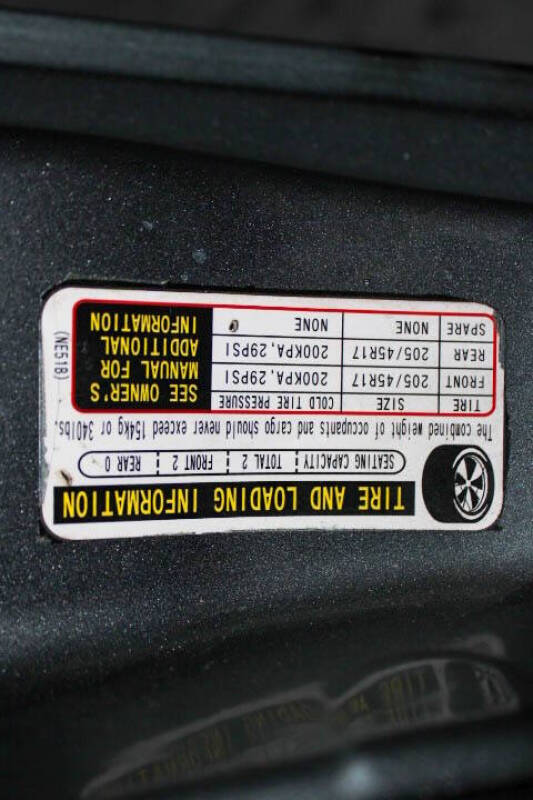 TIRE AND LOADING INFORMATION
SEATING CAPACITY TOTAL 2 FRONT 2 REAR 0
The combined weight of occupants and cargo should never exceed 154kg or 340lbs.
TIRE SIZE COLD TIRE PRESSURE
FRONT 205/45R17 200KPA, 29PSI
REAR 205/45R17 200KPA, 29PSI
SPARE NONE NONE
SEE OWNER'S
MANUAL FOR
ADDITIONAL
INFORMATION
(NE51B)